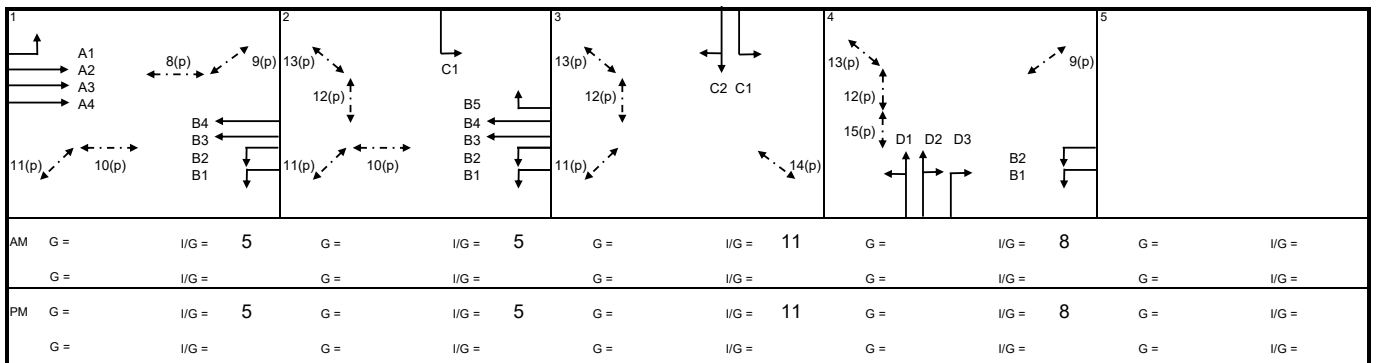 1
A1
A2
A3
A4
8(p)
9(p)
B4
B3
B2
B1
11(p)
10(p)
2
13(p)
12(p)
C1
B5
B4
B3
B2
B1
11(p)
10(p)
3
13(p)
12(p)
C2 C1
11(p)
14(p)
4
13(p)
9(p)
12(p)
15(p)
D1 D2 D3
B2
B1
5
AM G = I/G = 5 G = I/G = 5 G = I/G = 11 G = I/G = 8 G = I/G =
G = I/G = G = I/G = G = I/G = G = I/G = G = I/G =
PM G = I/G = 5 G = I/G = 5 G = I/G = 11 G = I/G = 8 G = I/G =
G = I/G = G = I/G = G = I/G = G = I/G = G = I/G =